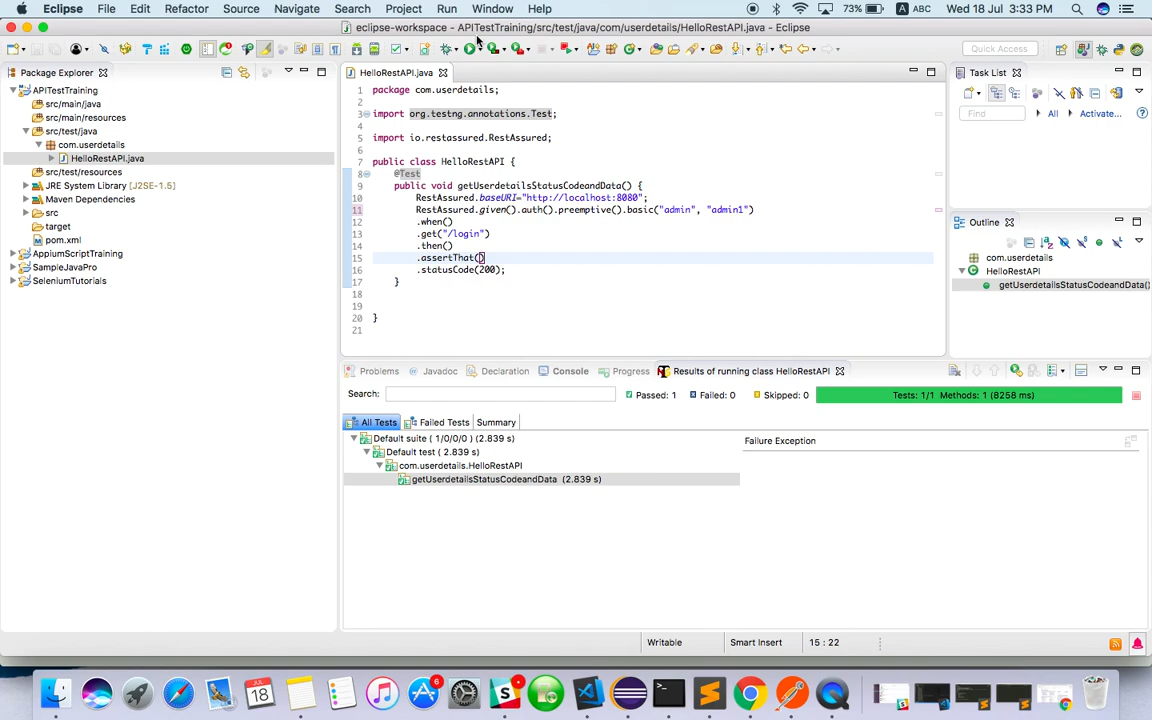 Eclipse File Edit Refactor Source Navigate Search Project Run Window Help 73% ABC Wed 18 Jul 3:33 PM
eclipse-workspace - APITestTraining/src/test/java/com/userdetails/HelloRestAPI.java - Eclipse
Quick Access
Package Explorer
APITestTraining
src/main/java
src/main/resources
src/test/java
com.userdetails
HelloRestAPI.java
src/test/resources
JRE System Library [J2SE-1.5]
Maven Dependencies
src
target
pom.xml
AppiumScriptTraining
SampleJavaPro
SeleniumTutorials
HelloRestAPI.java
1 package com.userdetails;
2
3 import org.testng.annotations.Test;
4
5 import io.restassured.RestAssured;
6
7 public class HelloRestAPI {
8 @Test
9 public void getUserdetailsStatusCodeandData() {
10 RestAssured.baseURI="http://localhost:8080";
11 RestAssured.given().auth().preemptive().basic("admin", "admin1")
12 .when()
13 .get("/login")
14 .then()
15 .assertThat()
16 .statusCode(200);
17 }
18
19
20 }
21
Task List
Find All Activate...
Outline
com.userdetails
HelloRestAPI
getUserdetailsStatusCodeandData()
Problems Javadoc Declaration Console Progress Results of running class HelloRestAPI
Search: Passed: 1 Failed: 0 Skipped: 0 Tests: 1/1 Methods: 1 (8258 ms)
All Tests Failed Tests Summary
Default suite ( 1/0/0/0 ) (2.839 s)
Default test ( 2.839 s)
com.userdetails.HelloRestAPI
getUserdetailsStatusCodeandData (2.839 s)
Failure Exception
Writable Smart Insert 15 : 22
JUL
18
6